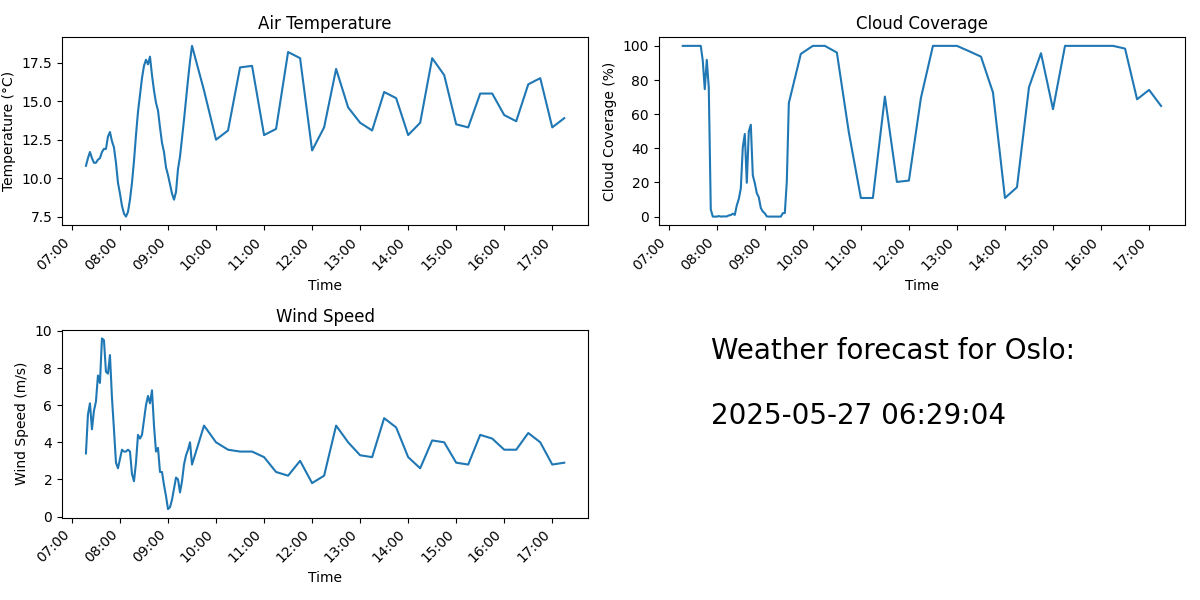 Air Temperature
Temperature (°C)
17.5
15.0
12.5
10.0
7.5
07:00 08:00 09:00 10:00 11:00 12:00 13:00 14:00 15:00 16:00 17:00
Time
Cloud Coverage
Cloud Coverage (%)
100
80
60
40
20
0
07:00 08:00 09:00 10:00 11:00 12:00 13:00 14:00 15:00 16:00 17:00
Time
Wind Speed
Wind Speed (m/s)
10
8
6
4
2
0
07:00 08:00 09:00 10:00 11:00 12:00 13:00 14:00 15:00 16:00 17:00
Time
Weather forecast for Oslo:
2025-05-27 06:29:04